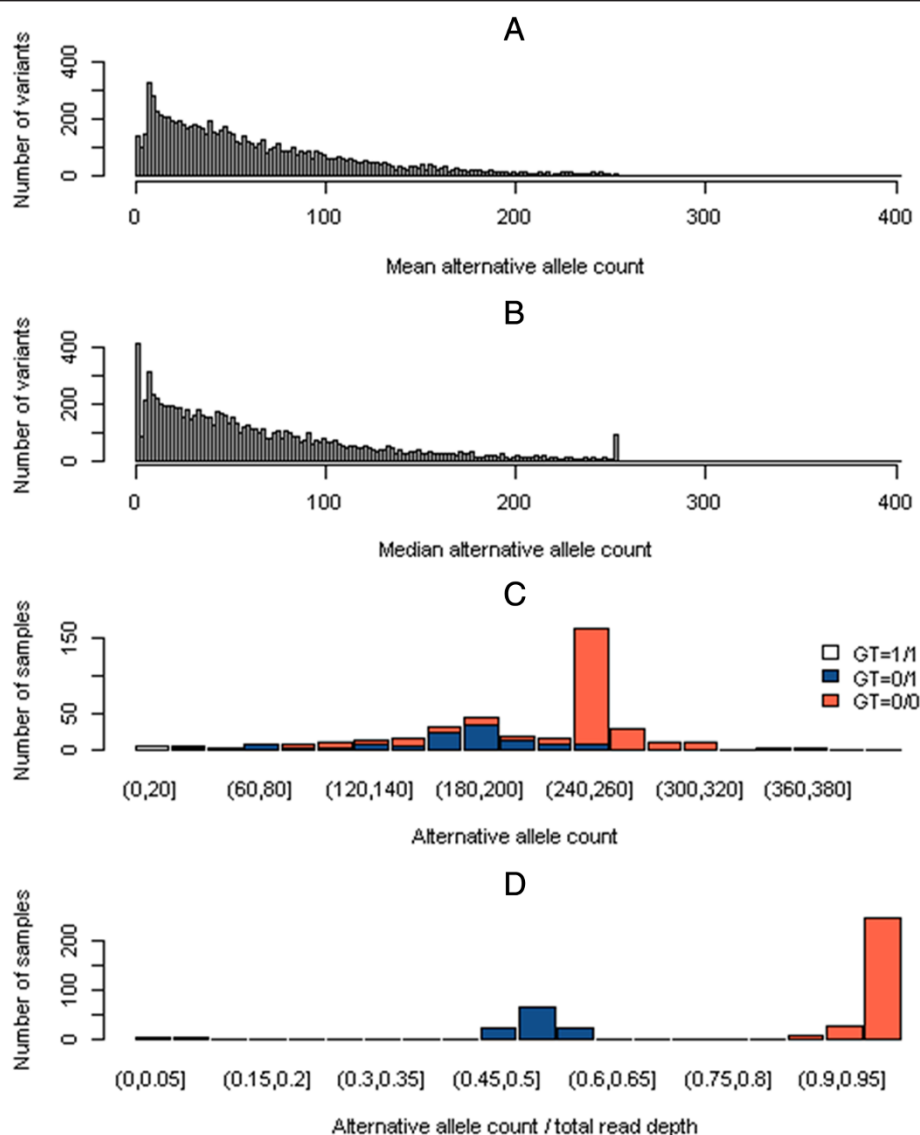 A
Number of variants
0 200 400
0 100 200 300 400
Mean alternative allele count
B
Number of variants
0 200 400
0 100 200 300 400
Median alternative allele count
C
Number of samples
0 50 150
GT=1/1
GT=0/1
GT=0/0
(0,20] (60,80] (120,140] (180,200] (240,260] (300,320] (360,380]
Alternative allele count
D
Number of samples
0 100 200
(0,0.05] (0.15,0.2] (0.3,0.35] (0.45,0.5] (0.6,0.65] (0.75,0.8] (0.9,0.95]
Alternative allele count / total read depth